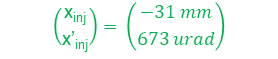 x_inj = −31 mm
x'_inj = 673 urad